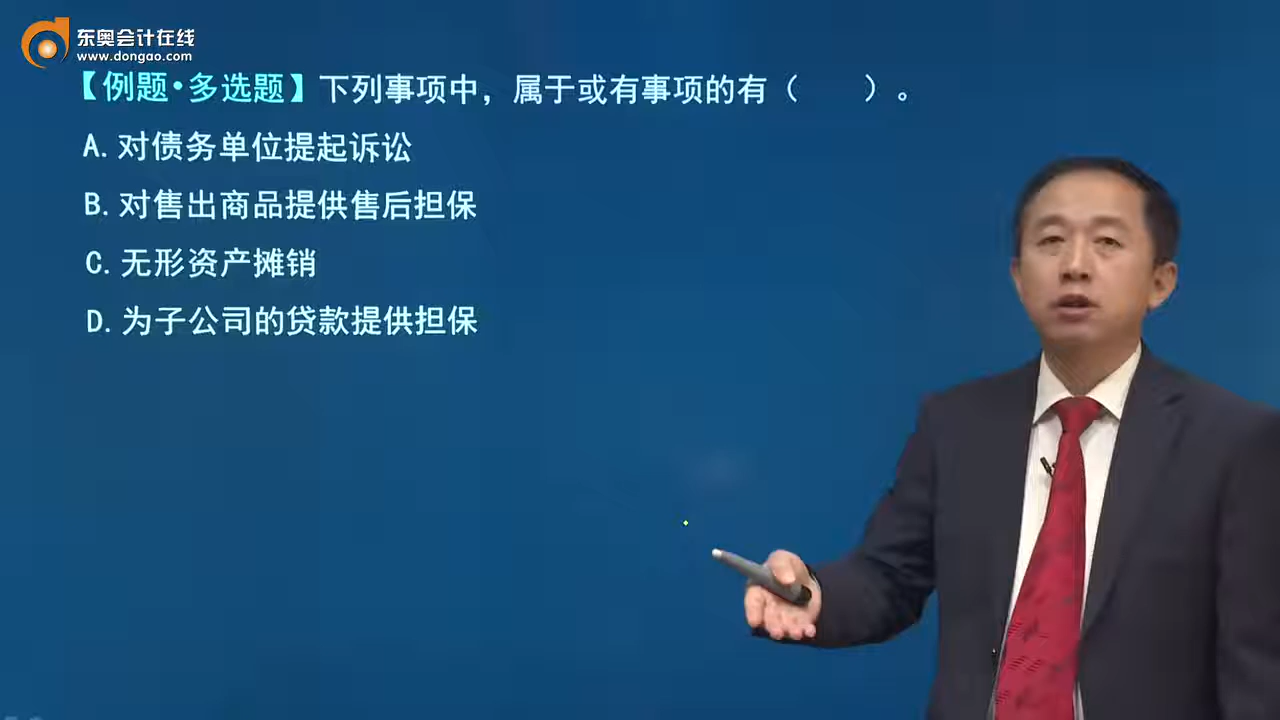 东奥会计在线
www.dongao.com
【例题•多选题】下列事项中，属于或有事项的有（　　）。
A.对债务单位提起诉讼
B.对售出商品提供售后担保
C.无形资产摊销
D.为子公司的贷款提供担保